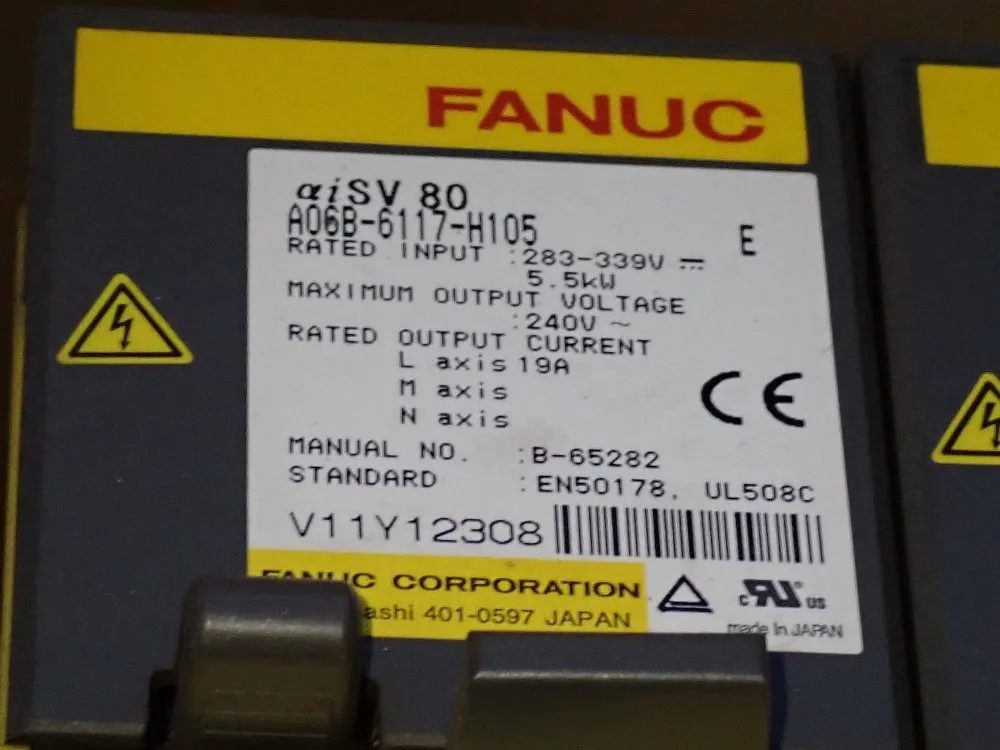 FANUC
αiSV 80
A06B-6117-H105 E
RATED INPUT :283-339V ⎓
5.5kW
MAXIMUM OUTPUT VOLTAGE
:240V ~
RATED OUTPUT CURRENT
L axis 19A
M axis
N axis
CE
MANUAL NO. :B-65282
STANDARD :EN50178, UL508C
V11Y12308
FANUC CORPORATION
401-0597 JAPAN
c RU us
made in JAPAN